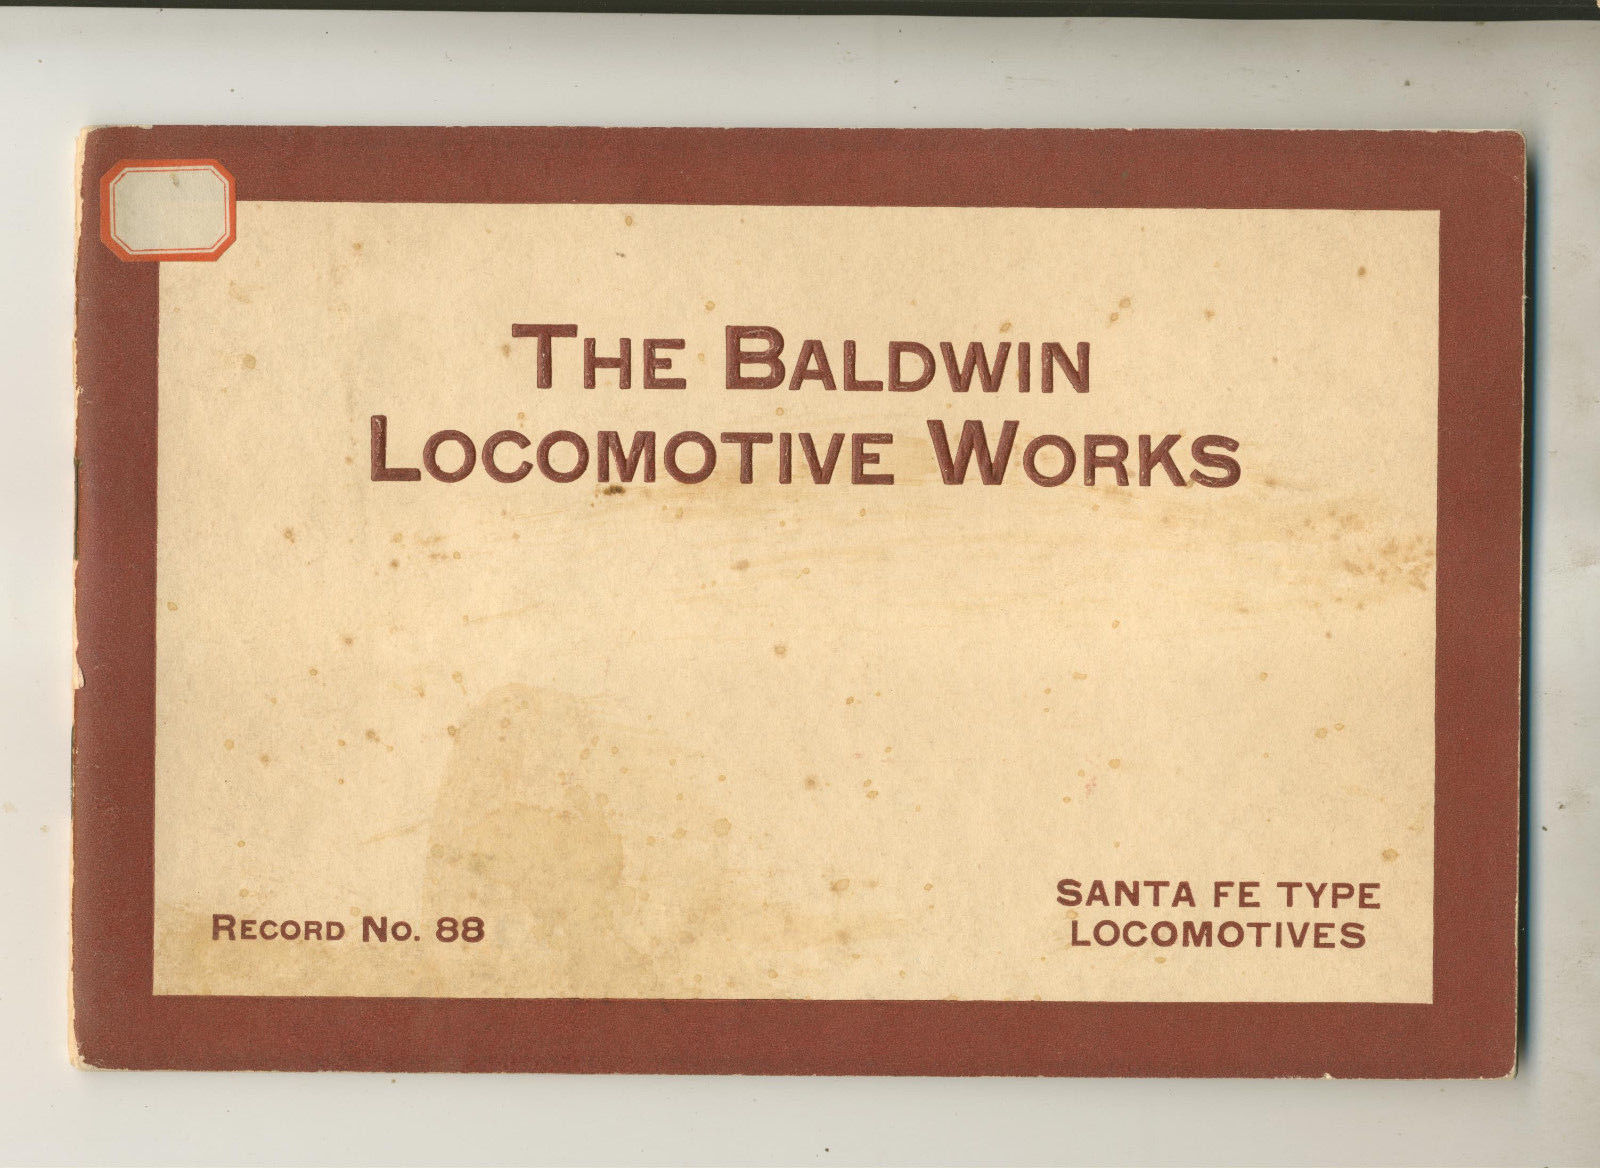 THE BALDWIN
LOCOMOTIVE WORKS
RECORD NO. 88
SANTA FE TYPE
LOCOMOTIVES